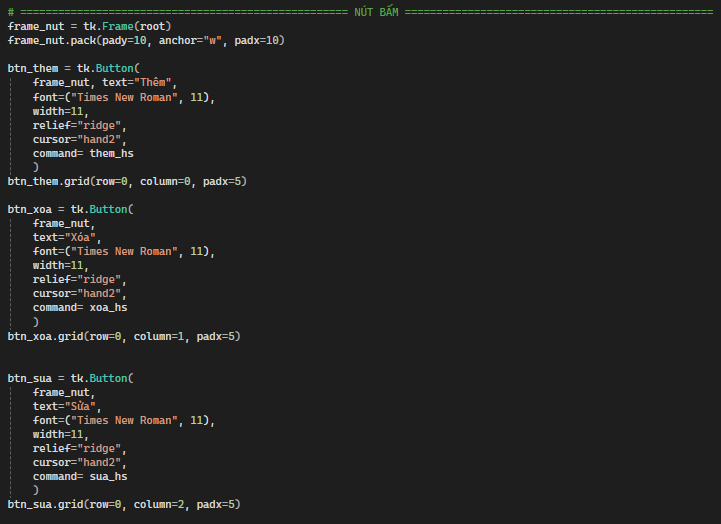 # ==================================================== NÚT BẤM =================================================
frame_nut = tk.Frame(root)
frame_nut.pack(pady=10, anchor="w", padx=10)
btn_them = tk.Button(
    frame_nut, text="Thêm",
    font=("Times New Roman", 11),
    width=11,
    relief="ridge",
    cursor="hand2",
    command= them_hs
    )
btn_them.grid(row=0, column=0, padx=5)
btn_xoa = tk.Button(
    frame_nut,
    text="Xóa",
    font=("Times New Roman", 11),
    width=11,
    relief="ridge",
    cursor="hand2",
    command= xoa_hs
    )
btn_xoa.grid(row=0, column=1, padx=5)
btn_sua = tk.Button(
    frame_nut,
    text="Sửa",
    font=("Times New Roman", 11),
    width=11,
    relief="ridge",
    cursor="hand2",
    command= sua_hs
    )
btn_sua.grid(row=0, column=2, padx=5)